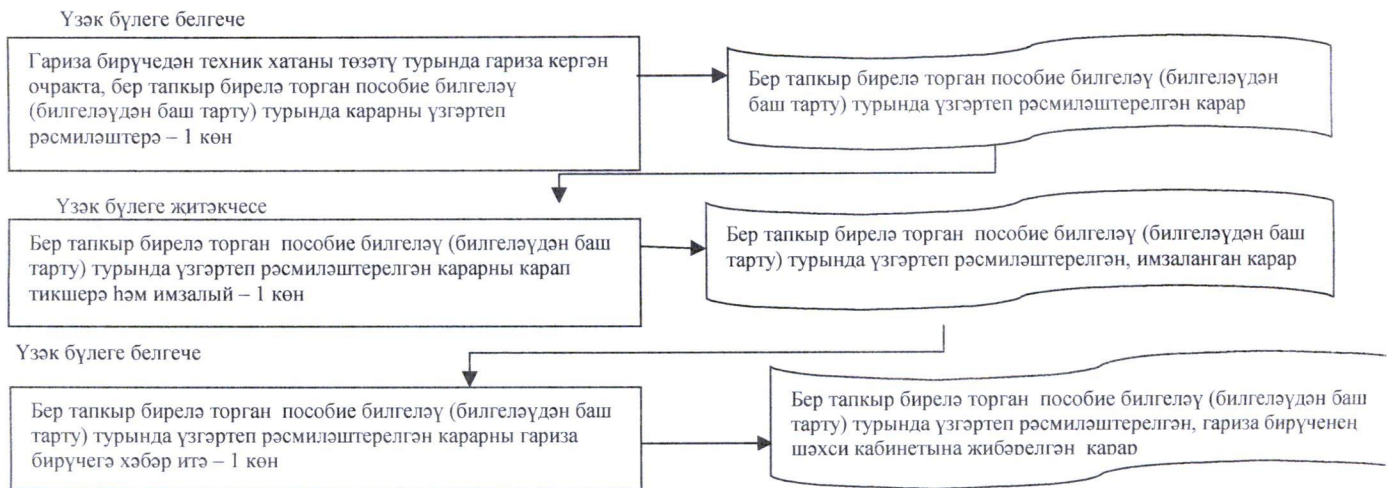 Үзәк бүлеге белгече
Гариза бирүчедән техник хатаны төзәтү турында гариза кергән
очракта, бер тапкыр бирелә торган пособие билгеләү
(билгеләүдән баш тарту) турында карарны үзгәртеп
рәсмиләштерә – 1 көн
Бер тапкыр бирелә торган пособие билгеләү (билгеләүдән
баш тарту) турында үзгәртеп рәсмиләштерелгән карар
Үзәк бүлеге җитәкчесе
Бер тапкыр бирелә торган пособие билгеләү (билгеләүдән баш
тарту) турында үзгәртеп рәсмиләштерелгән карарны карап
тикшерә һәм имзалый – 1 көн
Бер тапкыр бирелә торган пособие билгеләү (билгеләүдән баш
тарту) турында үзгәртеп рәсмиләштерелгән, имзаланган карар
Үзәк бүлеге белгече
Бер тапкыр бирелә торган пособие билгеләү (билгеләүдән баш
тарту) турында үзгәртеп рәсмиләштерелгән карарны гариза
бирүчегә хәбәр итә – 1 көн
Бер тапкыр бирелә торган пособие билгеләү (билгеләүдән баш
тарту) турында үзгәртеп рәсмиләштерелгән, гариза бирүченең
шәхси кабинетына җибәрелгән карар